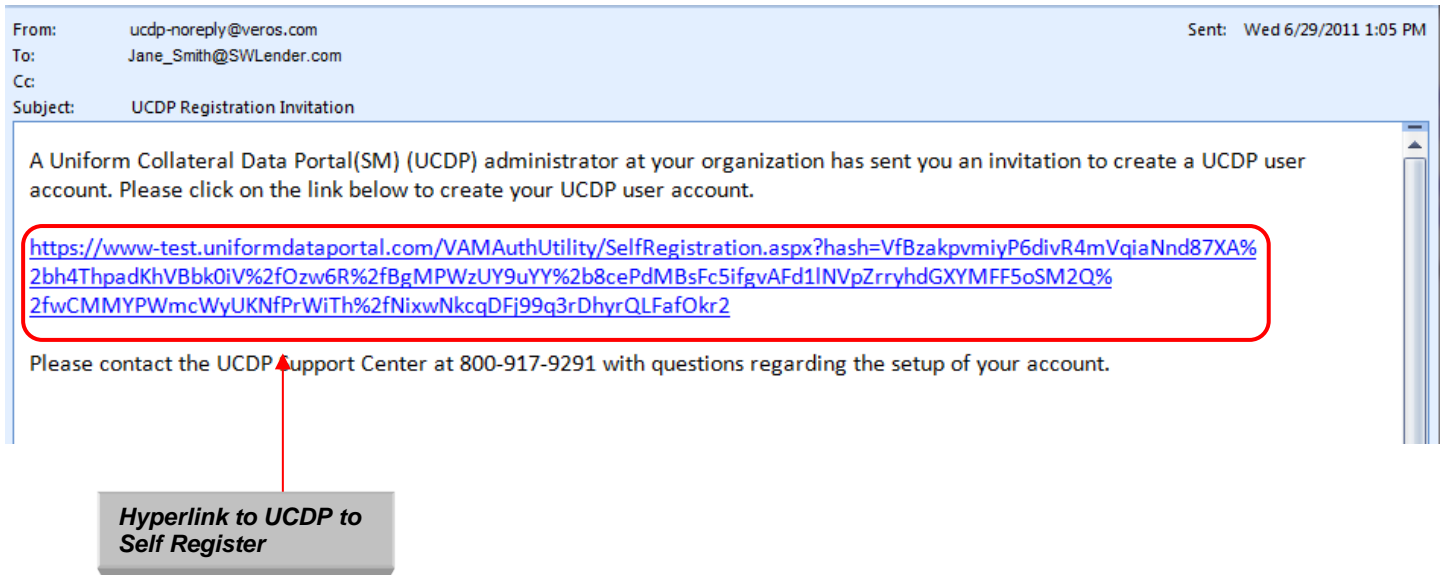 From: ucdp-noreply@veros.com Sent: Wed 6/29/2011 1:05 PM
To: Jane_Smith@SWLender.com
Cc:
Subject: UCDP Registration Invitation
A Uniform Collateral Data Portal(SM) (UCDP) administrator at your organization has sent you an invitation to create a UCDP user
account. Please click on the link below to create your UCDP user account.
https://www-test.uniformdataportal.com/VAMAuthUtility/SelfRegistration.aspx?hash=VfBzakpvmiyP6divR4mVqiaNnd87XA%
2bh4ThpadKhVBbk0iV%2fOzw6R%2fBgMPWzUY9uYY%2b8cePdMBsFc5ifgvAFd1lNVpZrryhdGXYMFF5oSM2Q%
2fwCMMYPWmcWyUKNfPrWiTh%2fNixwNkcqDFj99q3rDhyrQLFafOkr2
Please contact the UCDP Support Center at 800-917-9291 with questions regarding the setup of your account.
Hyperlink to UCDP to
Self Register